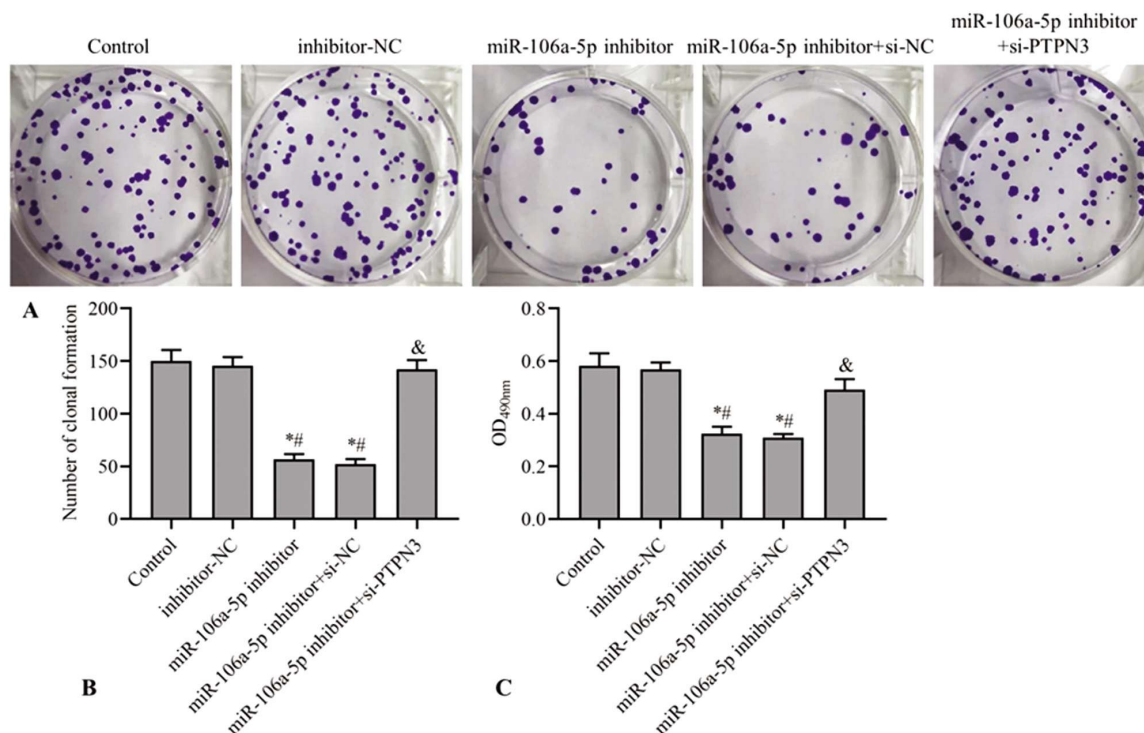 Control
inhibitor-NC
miR-106a-5p inhibitor
miR-106a-5p inhibitor+si-NC
miR-106a-5p inhibitor
+si-PTPN3
A
Number of clonal formation
200
150
100
50
0
*#
*#
&
Control
inhibitor-NC
miR-106a-5p inhibitor
miR-106a-5p inhibitor+si-NC
miR-106a-5p inhibitor+si-PTPN3
B
OD490nm
0.8
0.6
0.4
0.2
0.0
*#
*#
&
Control
inhibitor-NC
miR-106a-5p inhibitor
miR-106a-5p inhibitor+si-NC
miR-106a-5p inhibitor+si-PTPN3
C